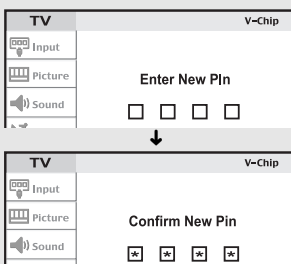 TV V-Chip
Input
Picture
Enter New PIn
Sound
TV V-Chip
Input
Picture
Confirm New Pin
Sound
* * * *